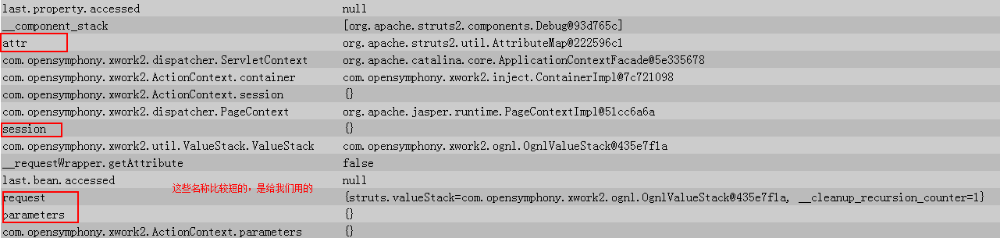 last.property.accessed null
__component_stack [org.apache.struts2.components.Debug@93d765c]
attr org.apache.struts2.util.AttributeMap@222596c1
com.opensymphony.xwork2.dispatcher.ServletContext org.apache.catalina.core.ApplicationContextFacade@5e335678
com.opensymphony.xwork2.ActionContext.container com.opensymphony.xwork2.inject.ContainerImpl@7c721098
com.opensymphony.xwork2.ActionContext.session {}
com.opensymphony.xwork2.dispatcher.PageContext org.apache.jasper.runtime.PageContextImpl@51cc6a6a
session {}
com.opensymphony.xwork2.util.ValueStack.ValueStack com.opensymphony.xwork2.ognl.OgnlValueStack@435e7f1a
__requestWrapper.getAttribute false
last.bean.accessed null
这些名称比较短的，是给我们用的
request {struts.valueStack=com.opensymphony.xwork2.ognl.OgnlValueStack@435e7f1a, __cleanup_recursion_counter=1}
parameters {}
com.opensymphony.xwork2.ActionContext.parameters {}